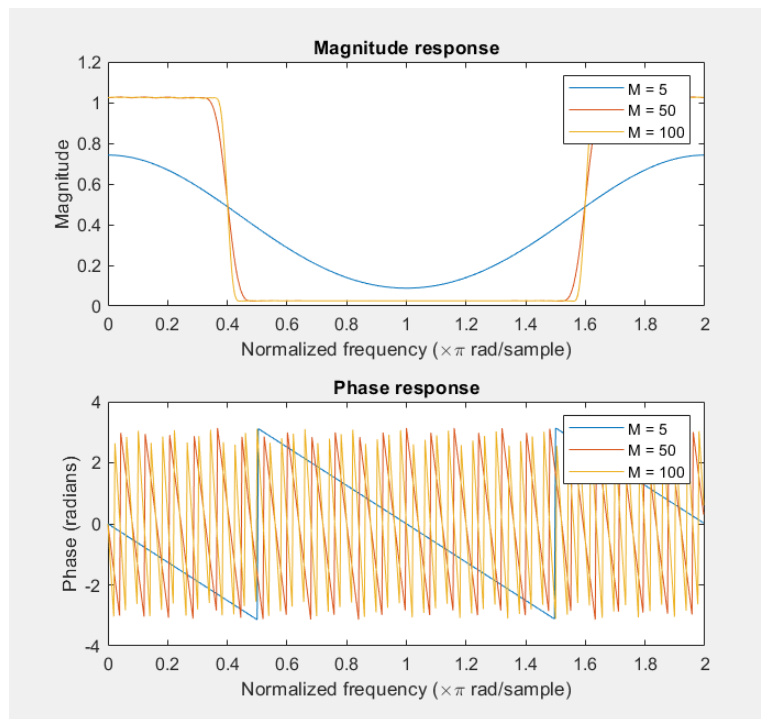 Magnitude response
1.2
1
0.8
0.6
0.4
0.2
0
Magnitude
M = 5
M = 50
M = 100
0 0.2 0.4 0.6 0.8 1 1.2 1.4 1.6 1.8 2
Normalized frequency (×π rad/sample)
Phase response
4
2
0
-2
-4
Phase (radians)
M = 5
M = 50
M = 100
0 0.2 0.4 0.6 0.8 1 1.2 1.4 1.6 1.8 2
Normalized frequency (×π rad/sample)